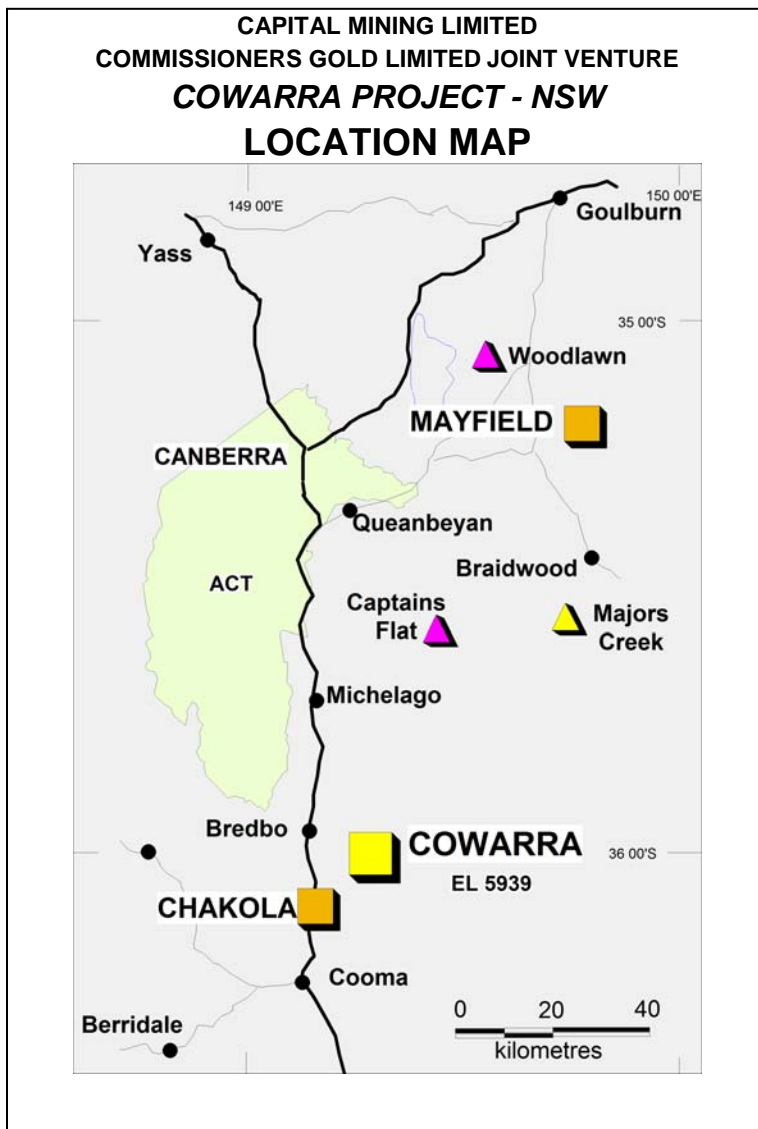 CAPITAL MINING LIMITED
COMMISSIONERS GOLD LIMITED JOINT VENTURE
COWARRA PROJECT - NSW
LOCATION MAP
149 00'E
150 00'E
Goulburn
Yass
35 00'S
Woodlawn
MAYFIELD
CANBERRA
Queanbeyan
Braidwood
ACT
Captains
Flat
Majors
Creek
Michelago
Bredbo
COWARRA
36 00'S
EL 5939
CHAKOLA
Cooma
Berridale
0 20 40
kilometres